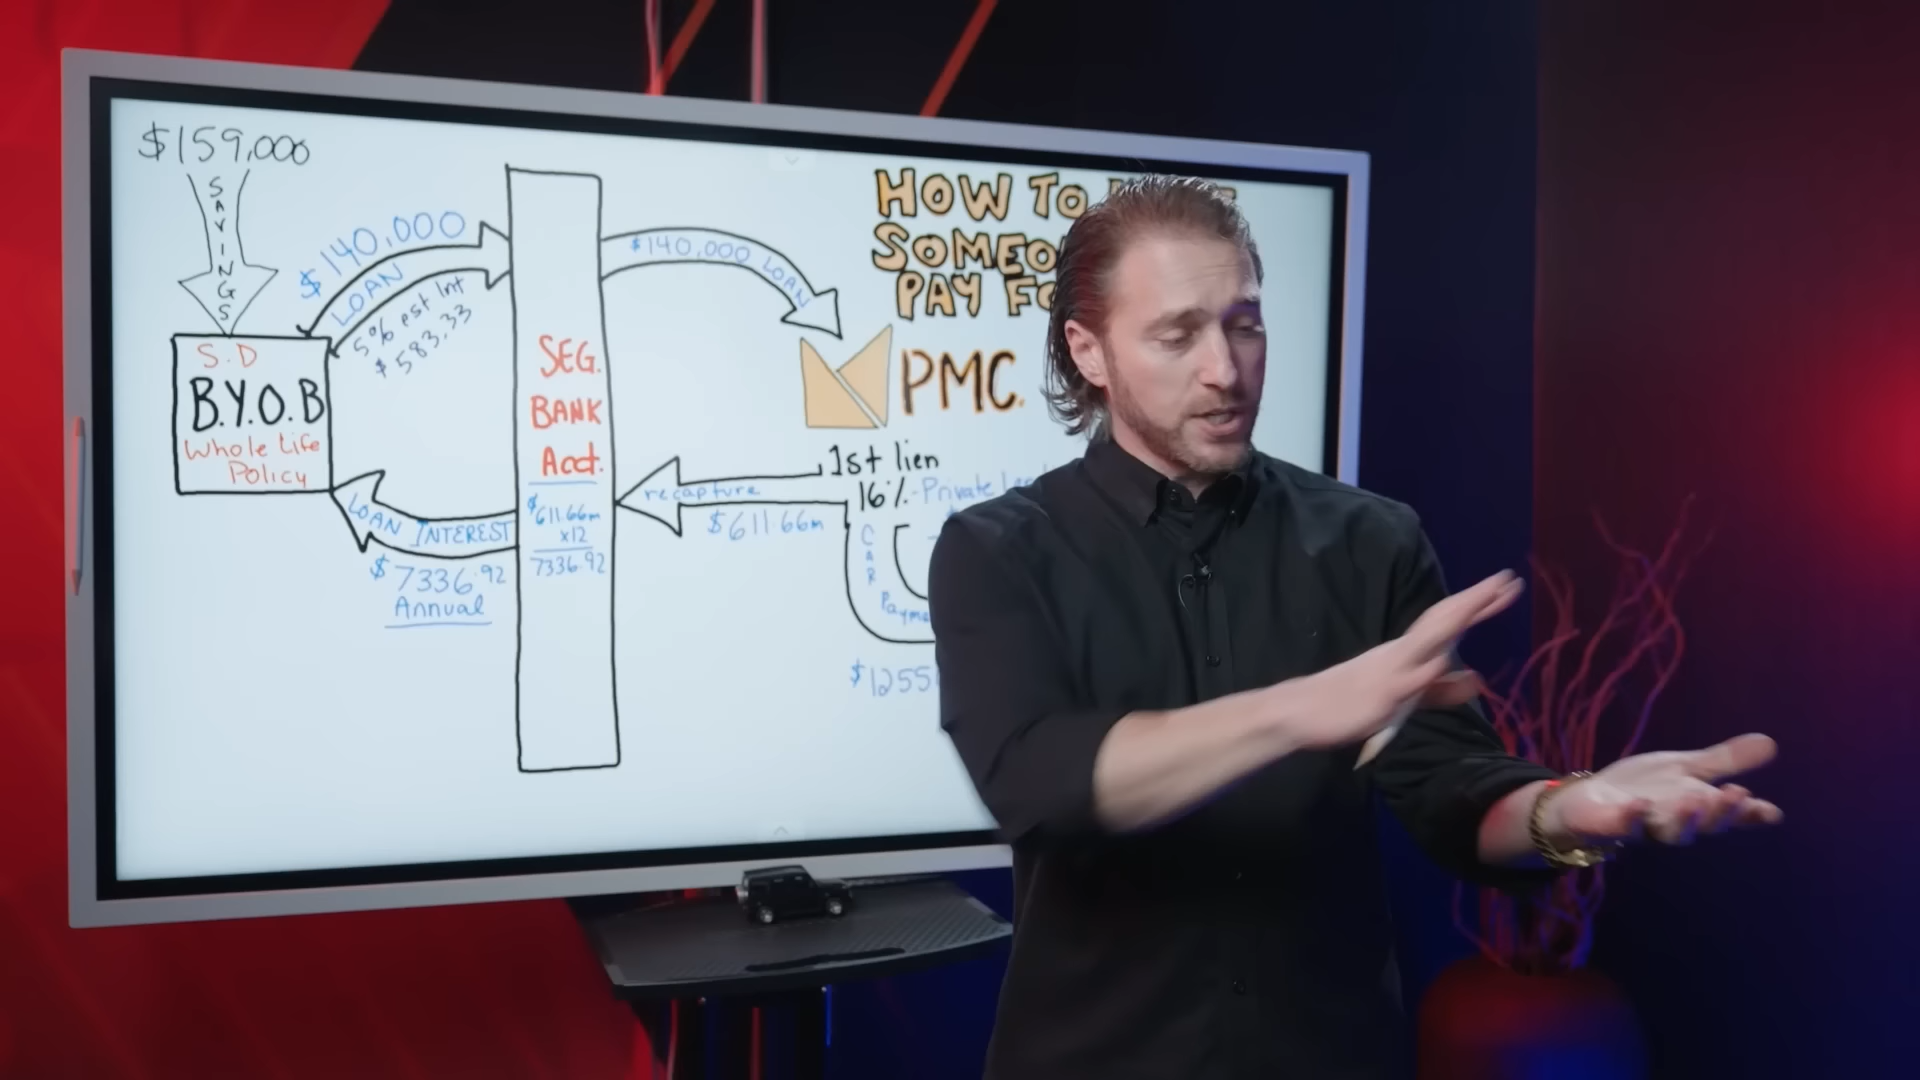 $159,000
SAVINGS
$140,000
LOAN
5% est Int
$583.33
S.D
B.Y.O.B
Whole Life
Policy
SEG.
BANK
Acct.
$611.66m
x12
7336.92
LOAN INTEREST
$7336.92
Annual
$140,000 LOAN
HOW TO
PAY
PMC.
1st lien
16%-Private
recapture
$611.66m
CAR